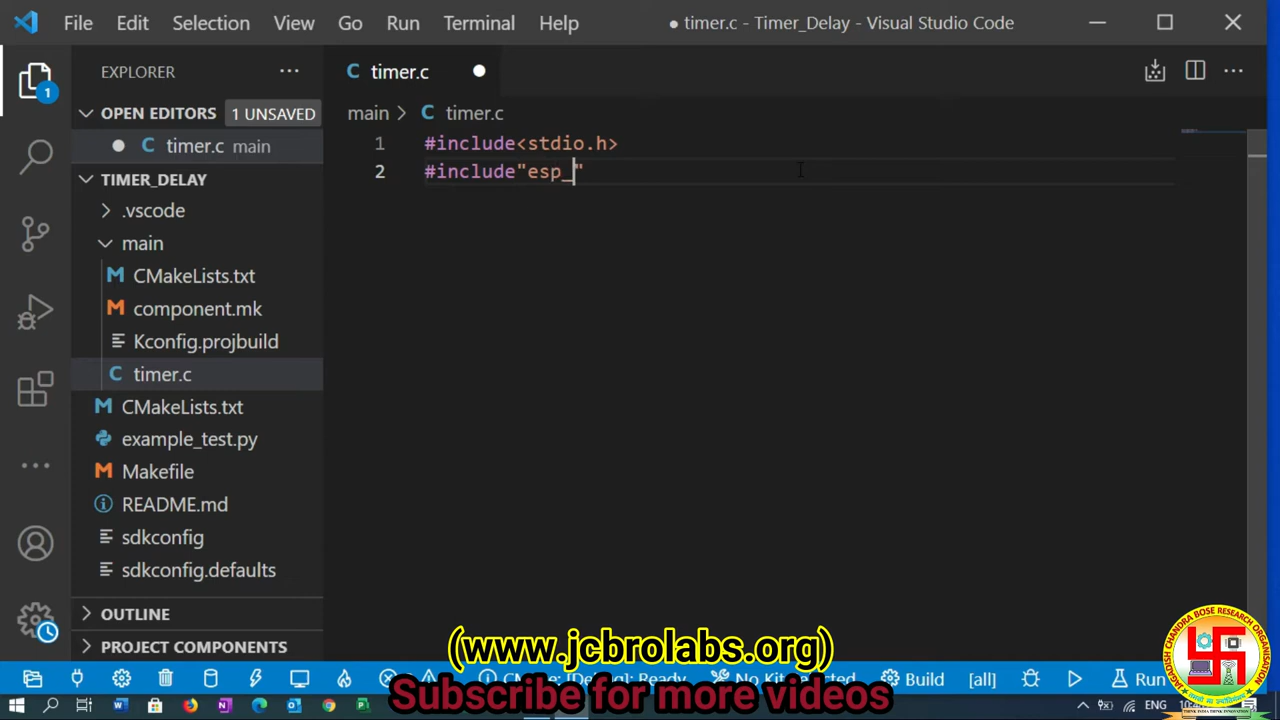 File Edit Selection View Go Run Terminal Help ● timer.c - Timer_Delay - Visual Studio Code
EXPLORER
timer.c
OPEN EDITORS 1 UNSAVED
main > timer.c
timer.c main
1 #include<stdio.h>
2 #include"esp_"
TIMER_DELAY
.vscode
main
CMakeLists.txt
component.mk
Kconfig.projbuild
timer.c
CMakeLists.txt
example_test.py
Makefile
README.md
sdkconfig
sdkconfig.defaults
OUTLINE
PROJECT COMPONENTS
(www.jcbrolabs.org)
Build [all] Run
Subscribe for more videos
ENG